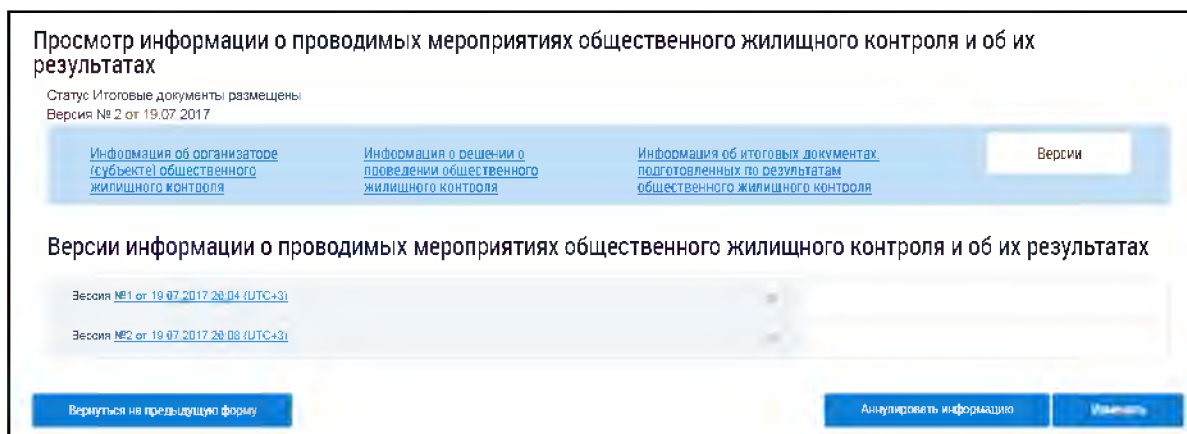 Просмотр информации о проводимых мероприятиях общественного жилищного контроля и об их
результатах
Статус Итоговые документы размещены
Версия № 2 от 19.07.2017
Информация об организаторе
(субъекте) общественного
жилищного контроля
Информация о решении о
проведении общественного
жилищного контроля
Информация об итоговых документах,
подготовленных по результатам
общественного жилищного контроля
Версии
Версии информации о проводимых мероприятиях общественного жилищного контроля и об их результатах
Версия №1 от 19.07.2017 20:04 (UTC+3)
Версия №2 от 19.07.2017 20:08 (UTC+3)
Вернуться на предыдущую форму
Аннулировать информацию
Изменить